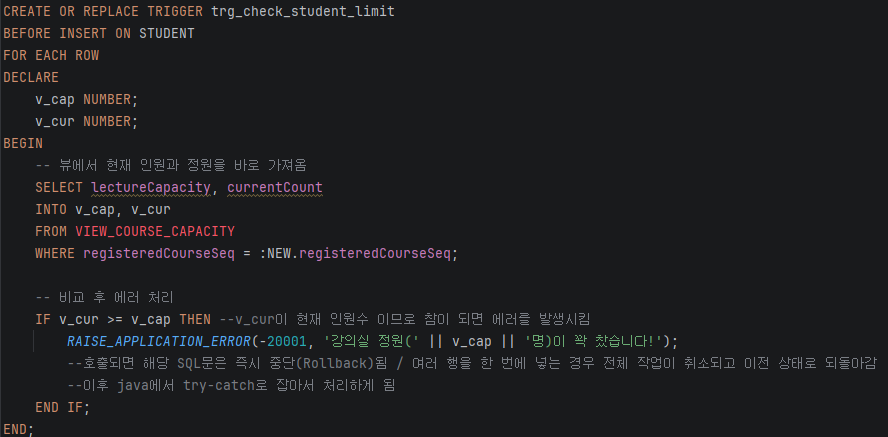 CREATE OR REPLACE TRIGGER trg_check_student_limit
BEFORE INSERT ON STUDENT
FOR EACH ROW
DECLARE
    v_cap NUMBER;
    v_cur NUMBER;
BEGIN
    -- 뷰에서 현재 인원과 정원을 바로 가져옴
    SELECT lectureCapacity, currentCount
    INTO v_cap, v_cur
    FROM VIEW_COURSE_CAPACITY
    WHERE registeredCourseSeq = :NEW.registeredCourseSeq;

    -- 비교 후 에러 처리
    IF v_cur >= v_cap THEN --v_cur이 현재 인원수 이므로 참이 되면 에러를 발생시킴
        RAISE_APPLICATION_ERROR(-20001, '강의실 정원(' || v_cap || '명)이 꽉 찼습니다!');
        --호출되면 해당 SQL문은 즉시 중단(Rollback)됨 / 여러 행을 한 번에 넣는 경우 전체 작업이 취소되고 이전 상태로 되돌아감
        --이후 java에서 try-catch로 잡아서 처리하게 됨
    END IF;
END;